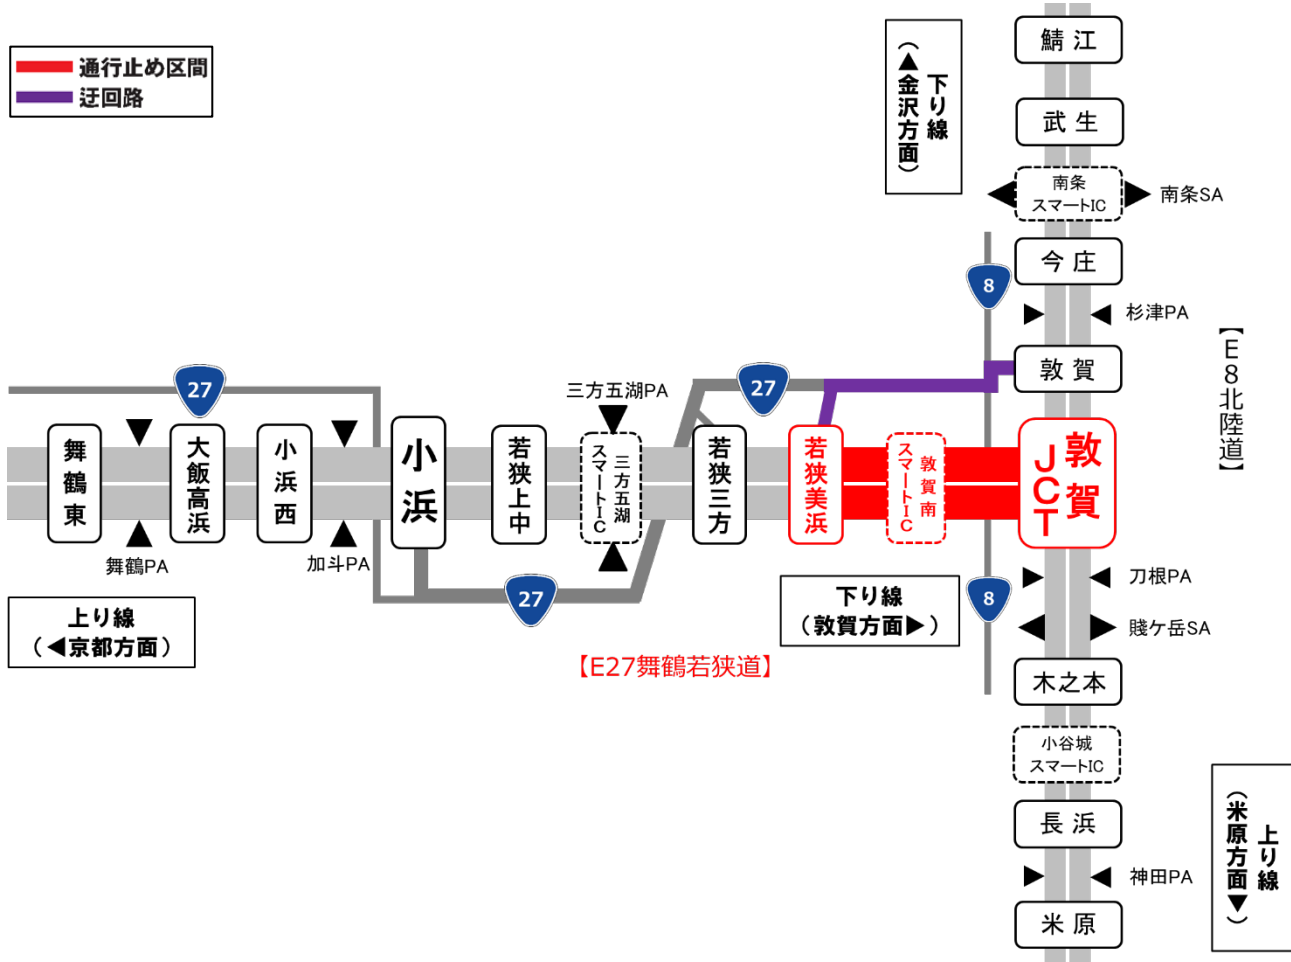 通行止め区間
迂回路
下り線
(▲金沢方面)
鯖江
武生
南条
スマートIC
南条SA
今庄
8
杉津PA
敦賀
【E8北陸道】
27
27
三方五湖PA
舞鶴東
大飯高浜
小浜西
小浜
若狭上中
三方五湖
スマートIC
若狭三方
若狭美浜
敦賀南
スマートIC
敦賀
JCT
舞鶴PA
加斗PA
27
8
刀根PA
上り線
(◀京都方面)
下り線
(敦賀方面▶)
賤ケ岳SA
【E27舞鶴若狭道】
木之本
小谷城
スマートIC
長浜
上り線
(米原方面▼)
神田PA
米原